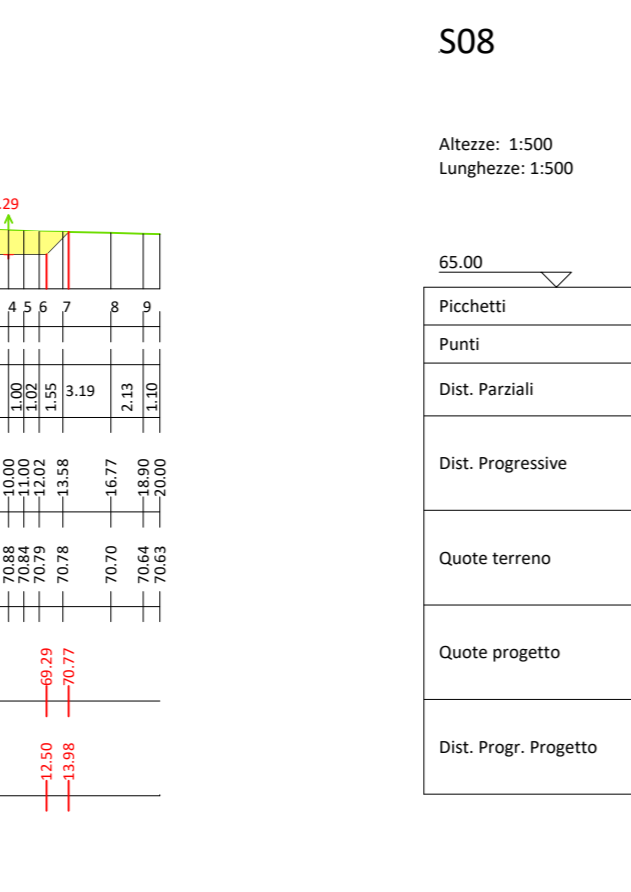 S08
Altezze: 1:500
Lunghezze: 1:500
.29
65.00
4 5 6 7 8 9
Picchetti
Punti
1.00 1.02 1.55 3.19 2.13 1.10
Dist. Parziali
10.00 11.00 12.02 13.58 16.77 18.90 20.00
Dist. Progressive
70.88 70.84 70.79 70.78 70.70 70.64 70.63
Quote terreno
69.29 70.77
Quote progetto
12.50 13.98
Dist. Progr. Progetto